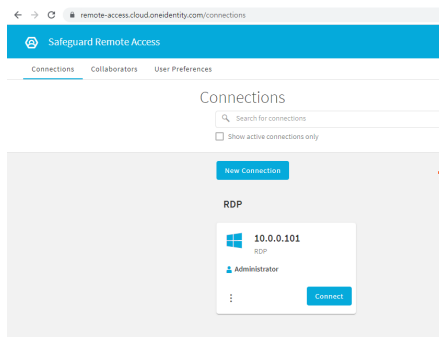 remote-access.cloud.oneidentity.com/connections
Safeguard Remote Access
Connections Collaborators User Preferences
Connections
Search for connections
Show active connections only
New Connection
RDP
10.0.0.101
RDP
Administrator
Connect